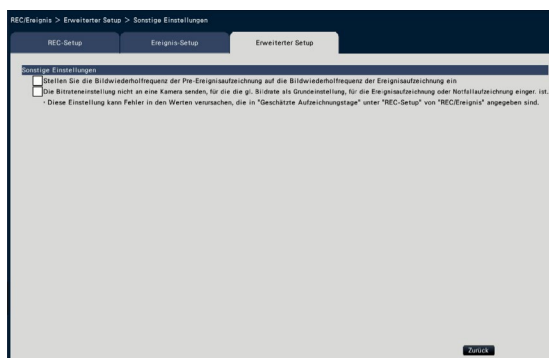 REC/Ereignis > Erweiterter Setup > Sonstige Einstellungen
REC-Setup
Ereignis-Setup
Erweiterter Setup
Sonstige Einstellungen
Stellen Sie die Bildwiederholfrequenz der Pre-Ereignisaufzeichnung auf die Bildwiederholfrequenz der Ereignisaufzeichnung ein
Die Bitrateneinstellung nicht an eine Kamera senden, für die die gl. Bildrate als Grundeinstellung, für die Ereignisaufzeichnung oder Notfallaufzeichnung einger. ist.
· Diese Einstellung kann Fehler in den Werten verursachen, die in "Geschätzte Aufzeichnungstage" unter "REC-Setup" von "REC/Ereignis" angegeben sind.
Zurück